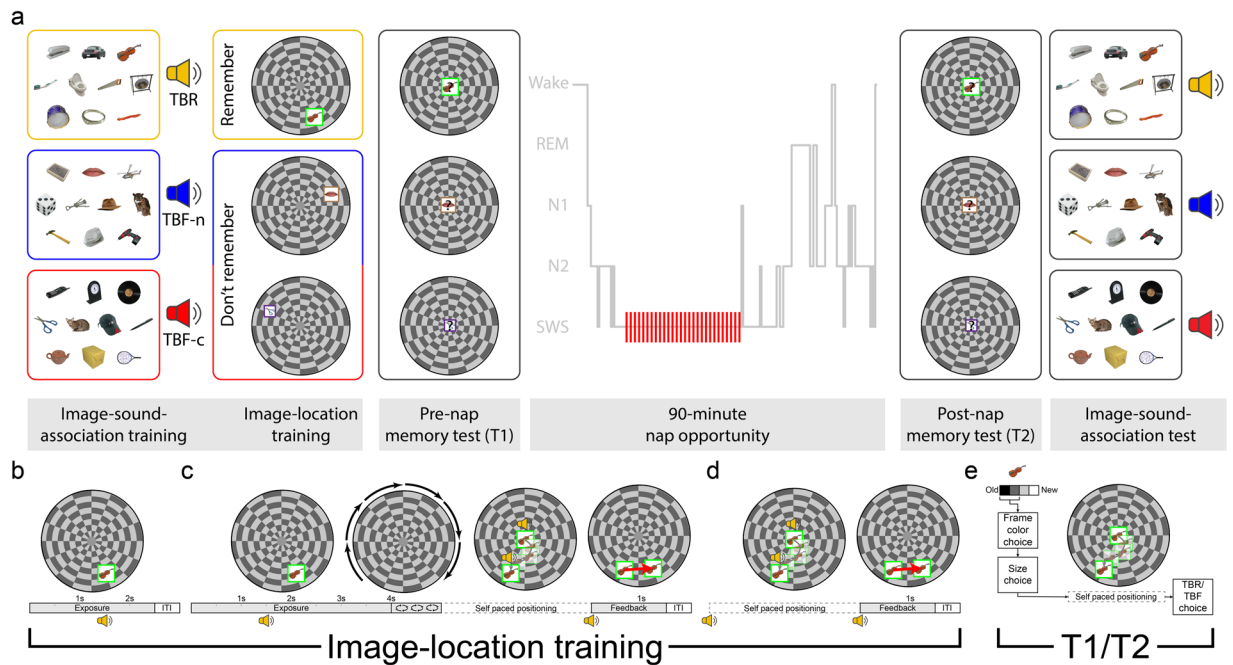 a
TBR
TBF-n
TBF-c
Remember
Don't remember
?
?
?
Wake
REM
N1
N2
SWS
?
?
?
Image-sound-
association training
Image-location
training
Pre-nap
memory test (T1)
90-minute
nap opportunity
Post-nap
memory test (T2)
Image-sound-
association test
b
1s 2s
Exposure ITI
c
1s 2s 3s 4s
Exposure
Self paced positioning
1s
Feedback ITI
d
Self paced positioning
1s
Feedback ITI
Image-location training
e
Old New
Frame
color
choice
Size
choice
Self paced positioning
TBR/
TBF
choice
T1/T2